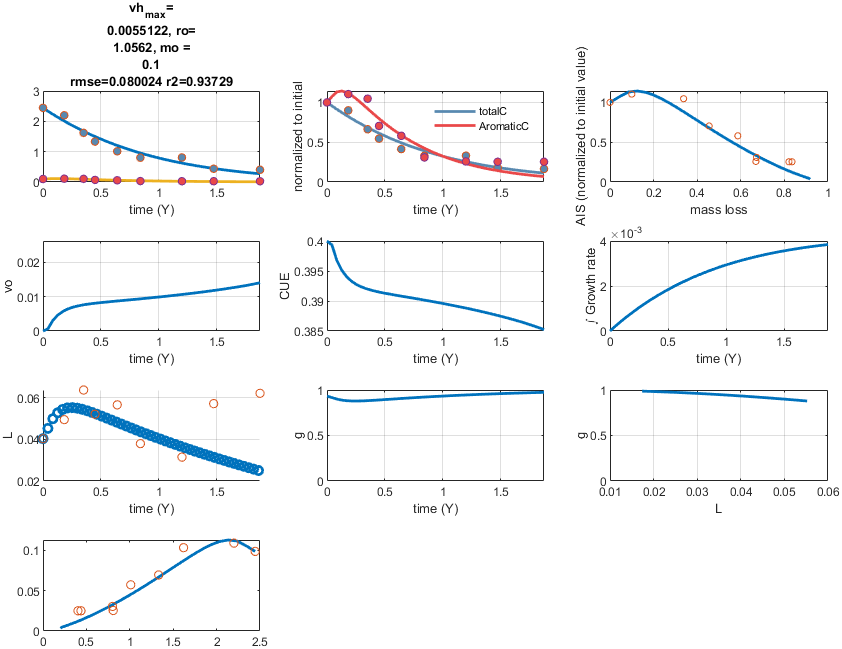 vh_max=
0.0055122, ro=
1.0562, mo =
0.1
rmse=0.080024 r2=0.93729
3
2
1
0
0 0.5 1 1.5
time (Y)
normalized to initial
1
0.5
0
totalC
AromaticC
0 0.5 1 1.5
time (Y)
AIS (normalized to initial value)
1
0.5
0
0 0.2 0.4 0.6 0.8 1
mass loss
vo
0.02
0.01
0
0 0.5 1 1.5
time (Y)
CUE
0.4
0.395
0.39
0.385
0 0.5 1 1.5
time (Y)
∫ Growth rate
×10^-3
4
2
0
0 0.5 1 1.5
time (Y)
L
0.06
0.04
0.02
0 0.5 1 1.5
time (Y)
g
1
0.5
0
0 0.5 1 1.5
time (Y)
g
1
0.5
0
0.01 0.02 0.03 0.04 0.05 0.06
L
0.1
0.05
0
0 0.5 1 1.5 2 2.5